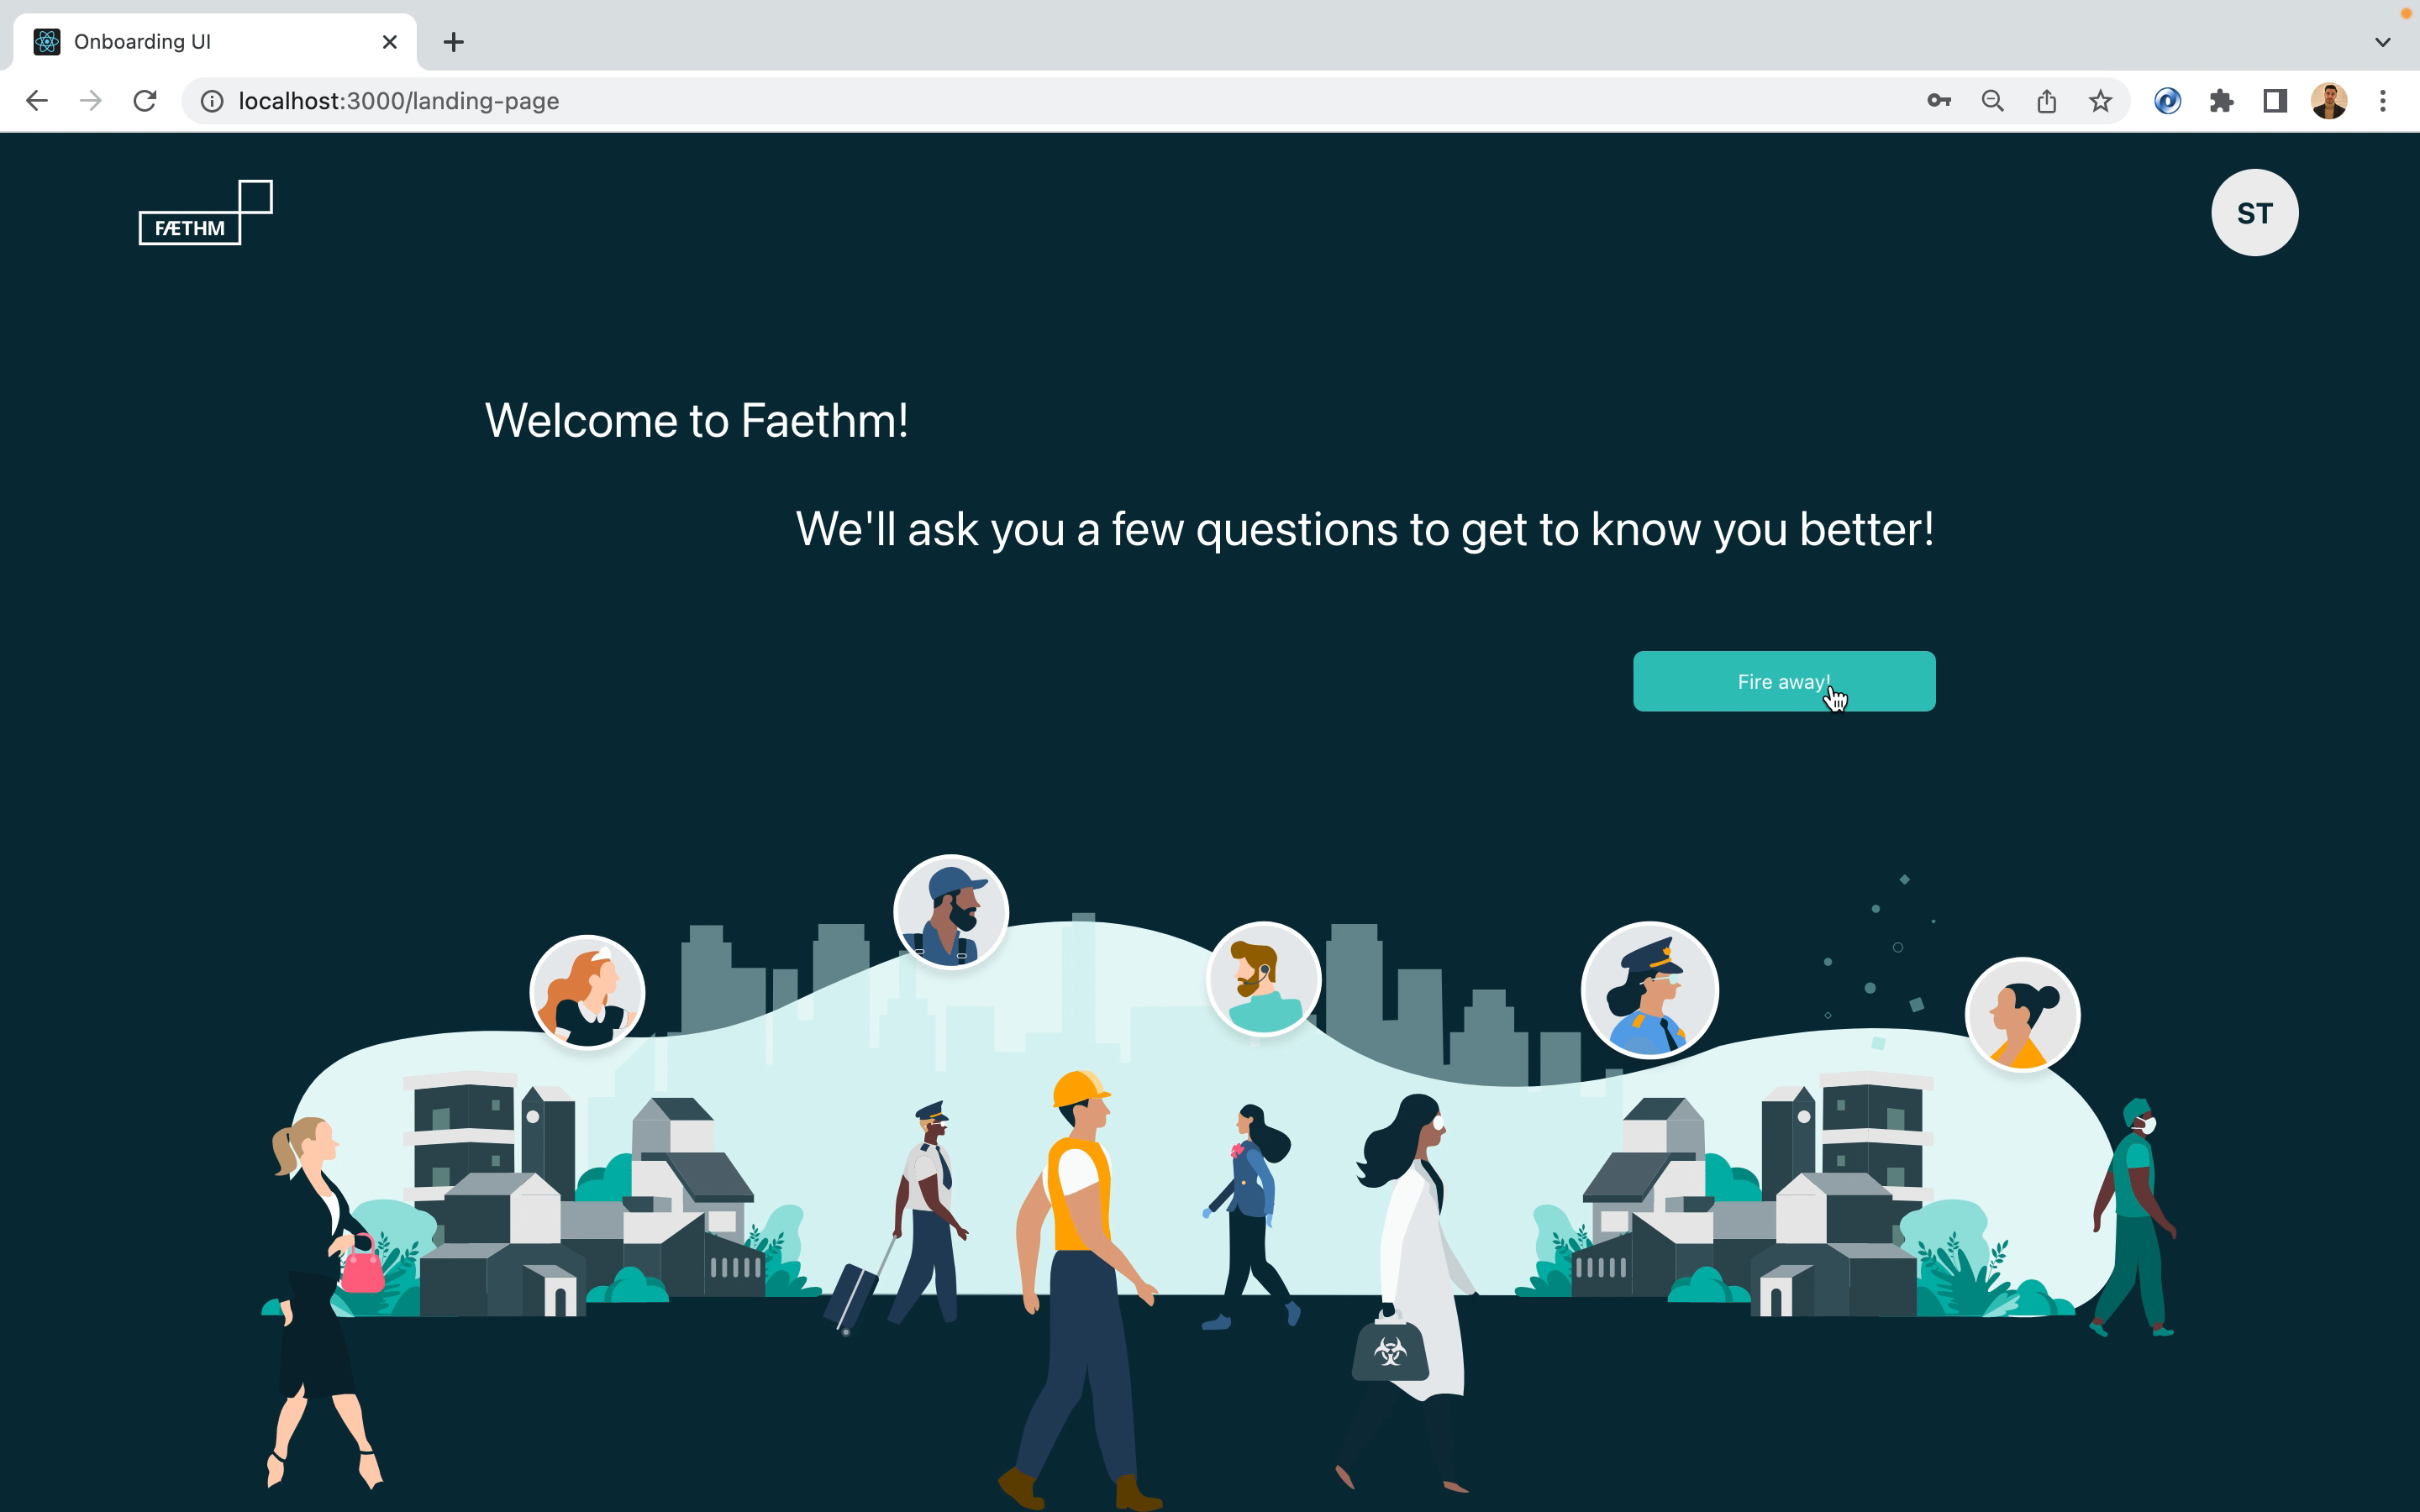 Onboarding UI
localhost:3000/landing-page
FÆTHM
ST
Welcome to Faethm!
We'll ask you a few questions to get to know you better!
Fire away!